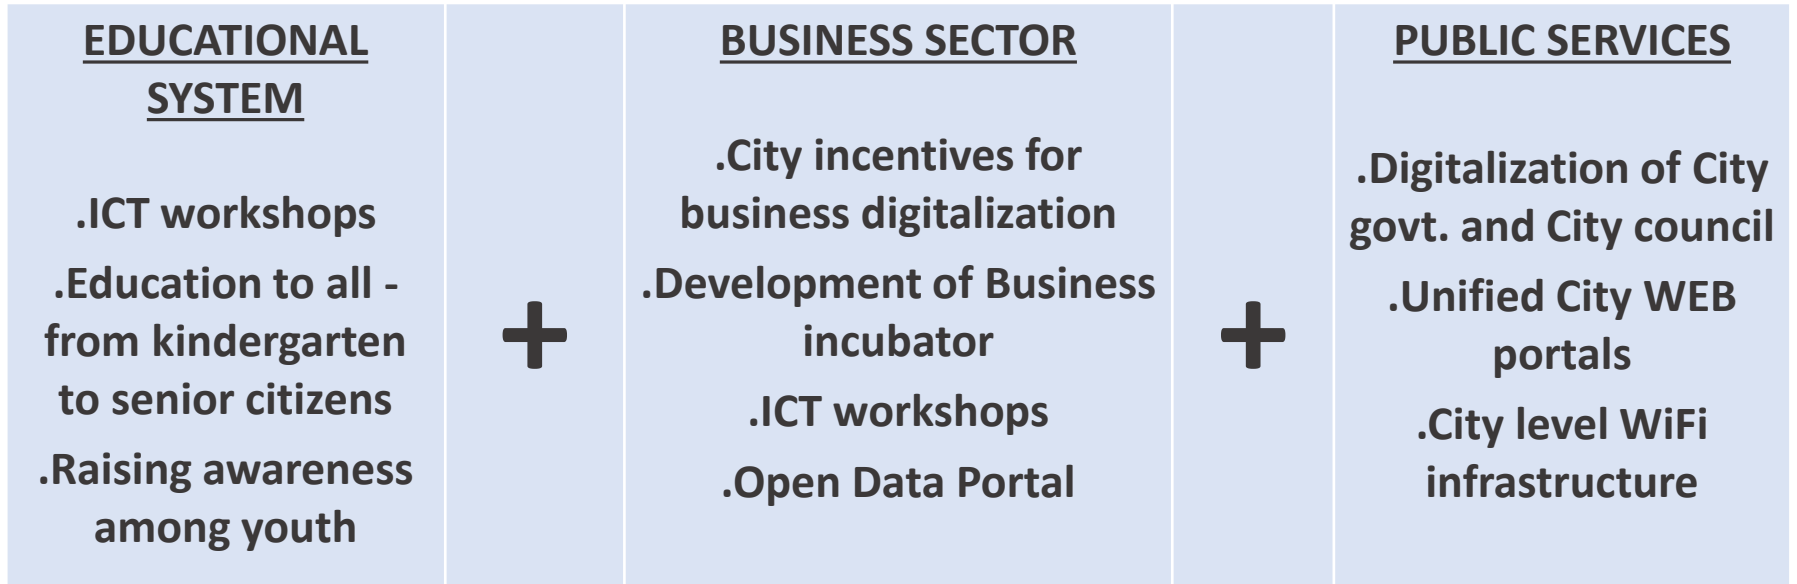 EDUCATIONAL
SYSTEM
.ICT workshops
.Education to all -
from kindergarten
to senior citizens
.Raising awareness
among youth
+
BUSINESS SECTOR
.City incentives for
business digitalization
.Development of Business
incubator
.ICT workshops
.Open Data Portal
+
PUBLIC SERVICES
.Digitalization of City
govt. and City council
.Unified City WEB
portals
.City level WiFi
infrastructure